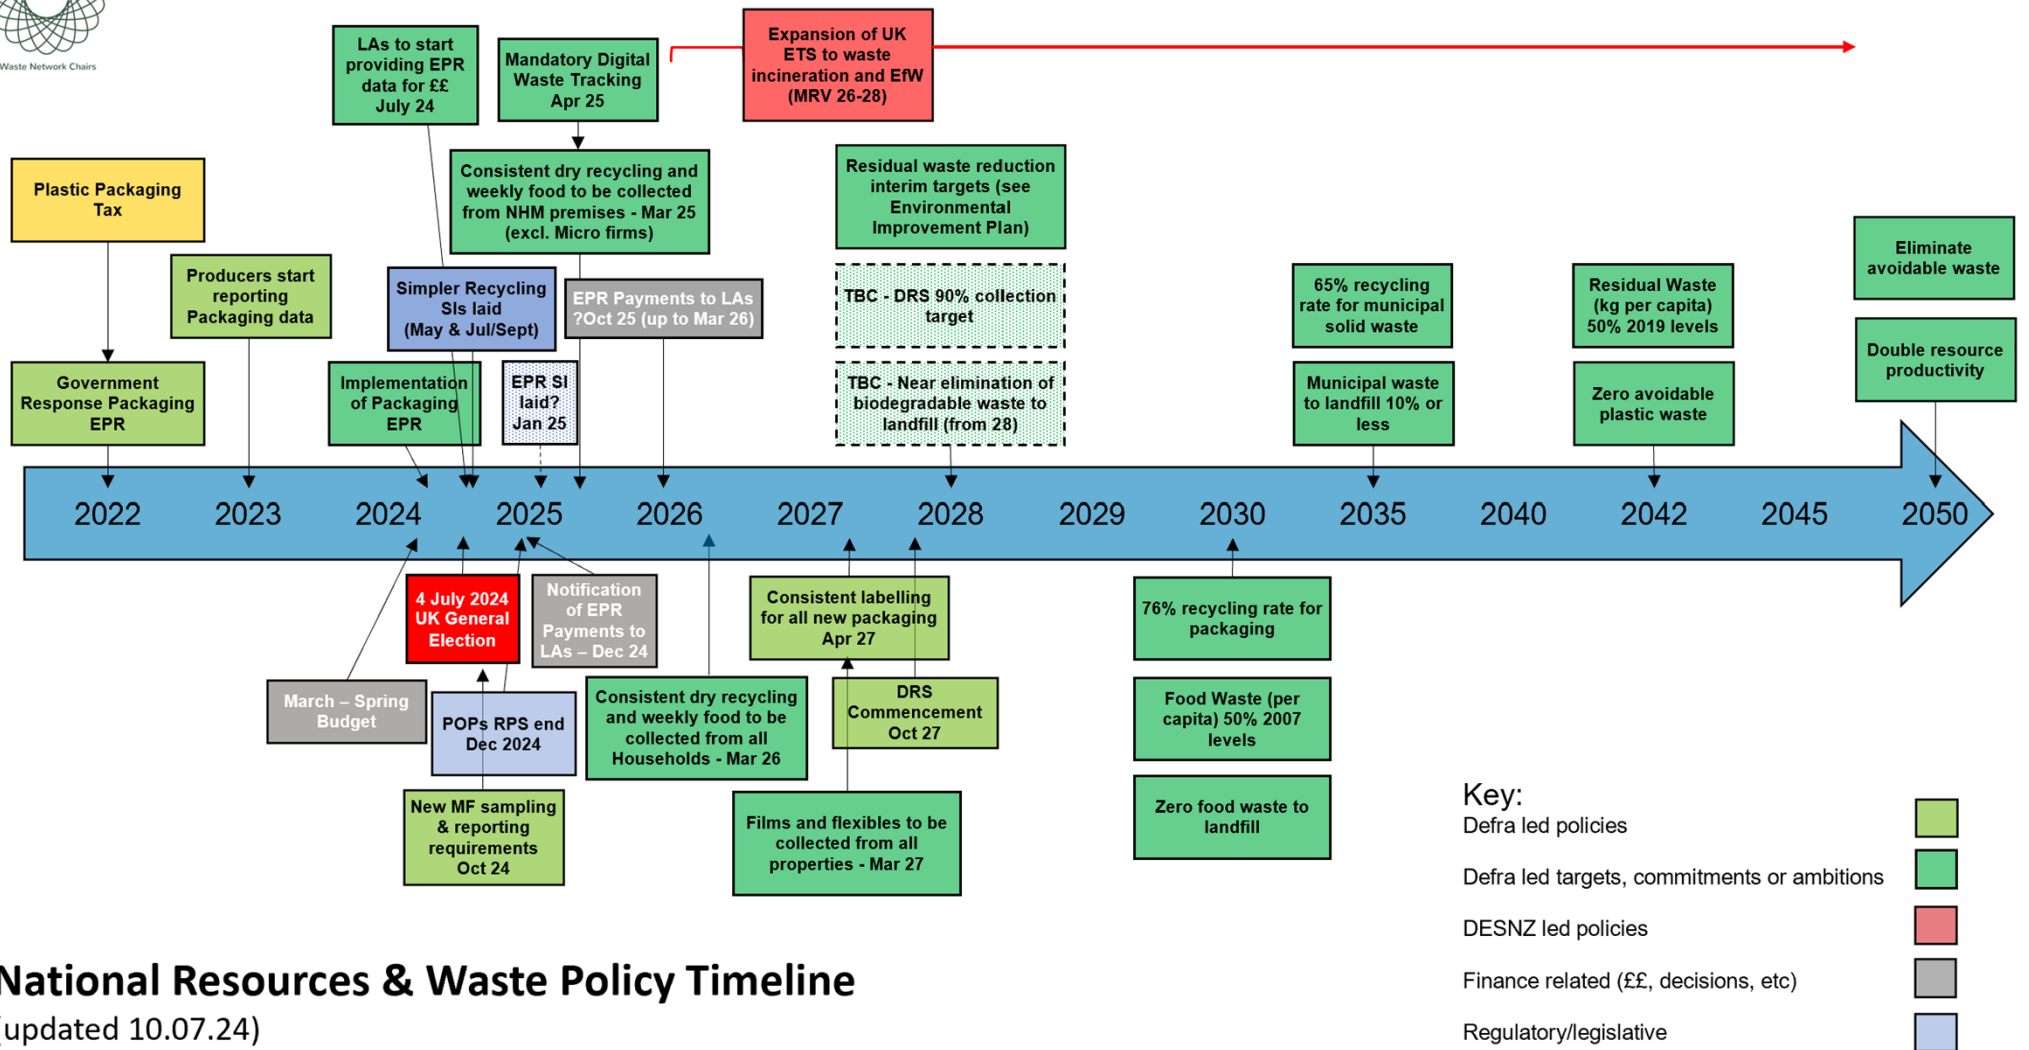 Waste Network Chairs
LAs to start
providing EPR
data for ££
July 24
Mandatory Digital
Waste Tracking
Apr 25
Expansion of UK
ETS to waste
incineration and EfW
(MRV 26-28)
Plastic Packaging
Tax
Consistent dry recycling and
weekly food to be collected
from NHM premises - Mar 25
(excl. Micro firms)
Residual waste reduction
interim targets (see
Environmental
Improvement Plan)
Eliminate
avoidable waste
Producers start
reporting
Packaging data
Simpler Recycling
SIs laid
(May & Jul/Sept)
EPR Payments to LAs
?Oct 25 (up to Mar 26)
TBC - DRS 90% collection
target
65% recycling
rate for municipal
solid waste
Residual Waste
(kg per capita)
50% 2019 levels
Double resource
productivity
Government
Response Packaging
EPR
Implementation
of Packaging
EPR
EPR SI
laid?
Jan 25
TBC - Near elimination of
biodegradable waste to
landfill (from 28)
Municipal waste
to landfill 10% or
less
Zero avoidable
plastic waste
2022 2023 2024 2025 2026 2027 2028 2029 2030 2035 2040 2042 2045 2050
4 July 2024
UK General
Election
Notification
of EPR
Payments to
LAs – Dec 24
Consistent labelling
for all new packaging
Apr 27
76% recycling rate for
packaging
March – Spring
Budget
POPs RPS end
Dec 2024
Consistent dry recycling
and weekly food to be
collected from all
Households - Mar 26
DRS
Commencement
Oct 27
Food Waste (per
capita) 50% 2007
levels
New MF sampling
& reporting
requirements
Oct 24
Films and flexibles to be
collected from all
properties - Mar 27
Zero food waste to
landfill
Key:
Defra led policies
Defra led targets, commitments or ambitions
DESNZ led policies
Finance related (££, decisions, etc)
Regulatory/legislative
National Resources & Waste Policy Timeline
(updated 10.07.24)